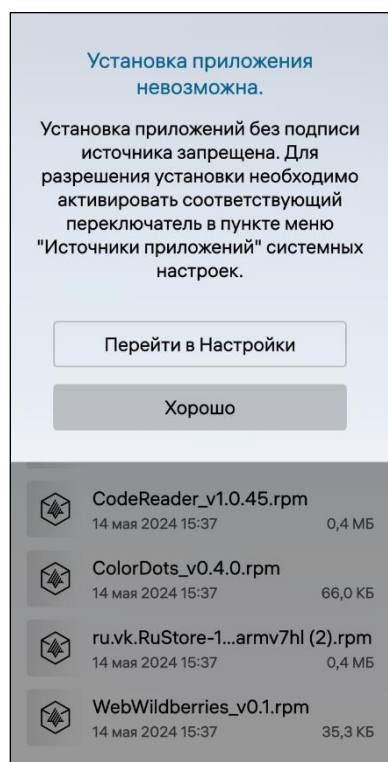 Установка приложения
невозможна.
Установка приложений без подписи
источника запрещена. Для
разрешения установки необходимо
активировать соответствующий
переключатель в пункте меню
"Источники приложений" системных
настроек.
Перейти в Настройки
Хорошо
CodeReader_v1.0.45.rpm
14 мая 2024 15:37 0,4 МБ
ColorDots_v0.4.0.rpm
14 мая 2024 15:37 66,0 КБ
ru.vk.RuStore-1...armv7hl (2).rpm
14 мая 2024 15:37 0,4 МБ
WebWildberries_v0.1.rpm
14 мая 2024 15:37 35,3 КБ